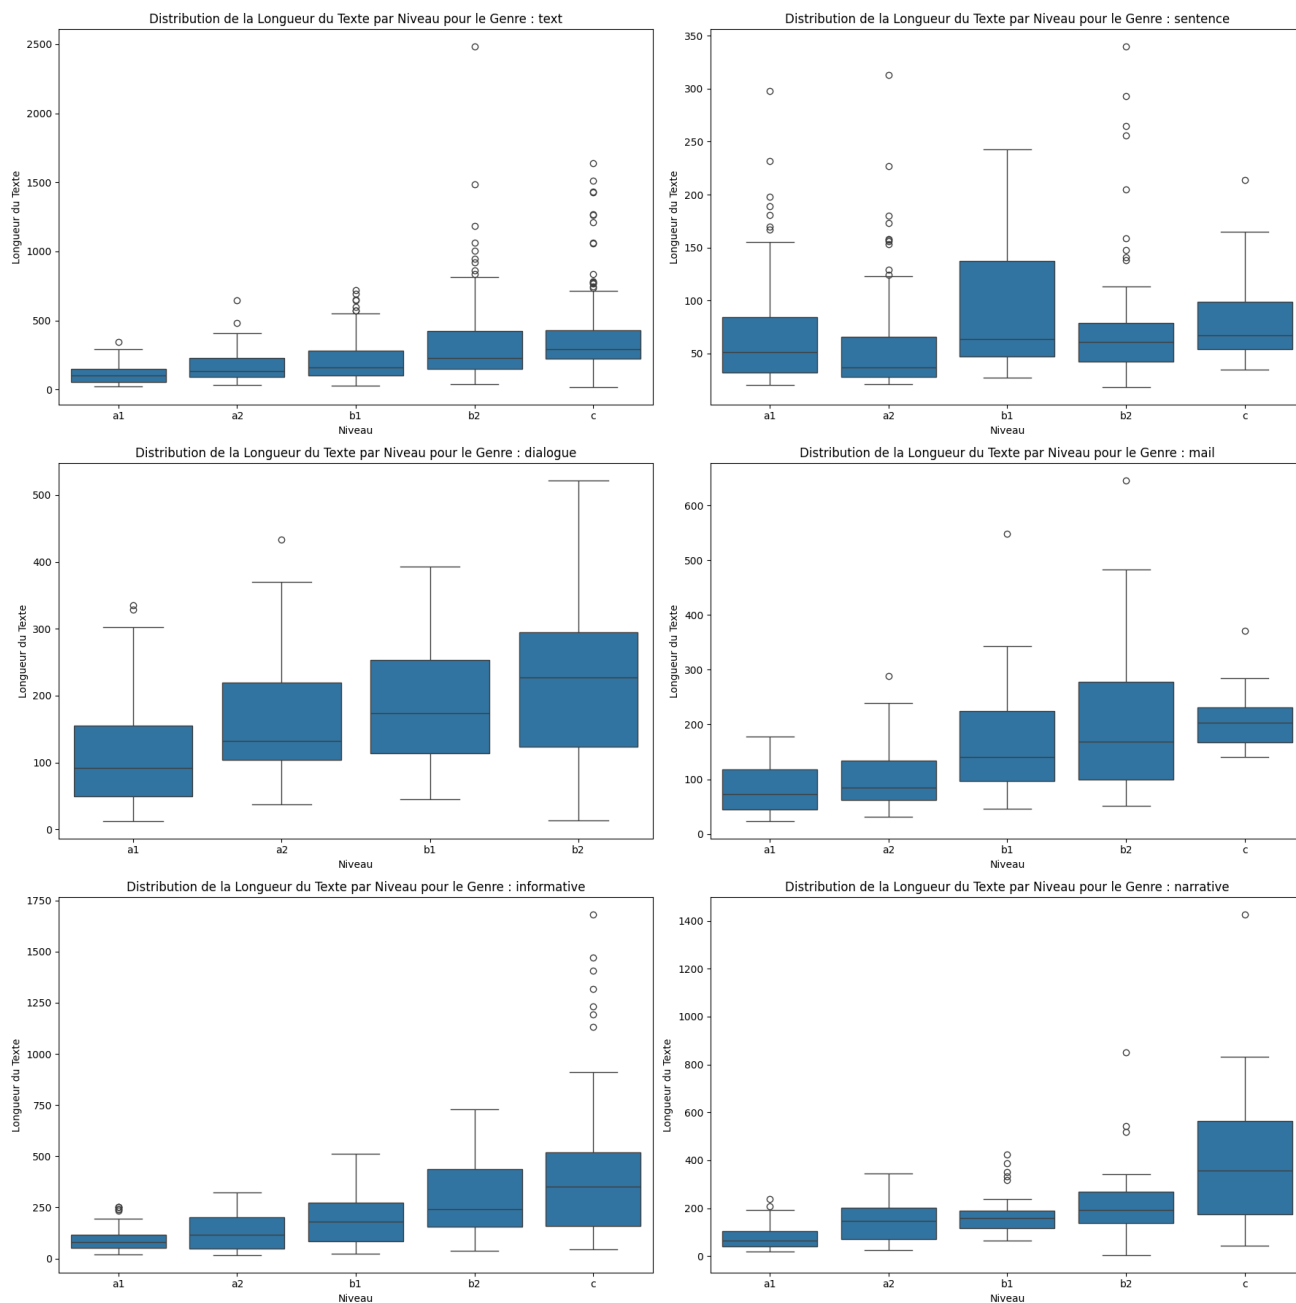 Distribution de la Longueur du Texte par Niveau pour le Genre : text
2500
2000
1500
1000
500
0
Longueur du Texte
a1 a2 b1 b2 c
Niveau
Distribution de la Longueur du Texte par Niveau pour le Genre : sentence
350
300
250
200
150
100
50
Longueur du Texte
a1 a2 b1 b2 c
Niveau
Distribution de la Longueur du Texte par Niveau pour le Genre : dialogue
500
400
300
200
100
0
Longueur du Texte
a1 a2 b1 b2
Niveau
Distribution de la Longueur du Texte par Niveau pour le Genre : mail
600
500
400
300
200
100
0
Longueur du Texte
a1 a2 b1 b2 c
Niveau
Distribution de la Longueur du Texte par Niveau pour le Genre : informative
1750
1500
1250
1000
750
500
250
0
Longueur du Texte
a1 a2 b1 b2 c
Niveau
Distribution de la Longueur du Texte par Niveau pour le Genre : narrative
1400
1200
1000
800
600
400
200
0
Longueur du Texte
a1 a2 b1 b2 c
Niveau